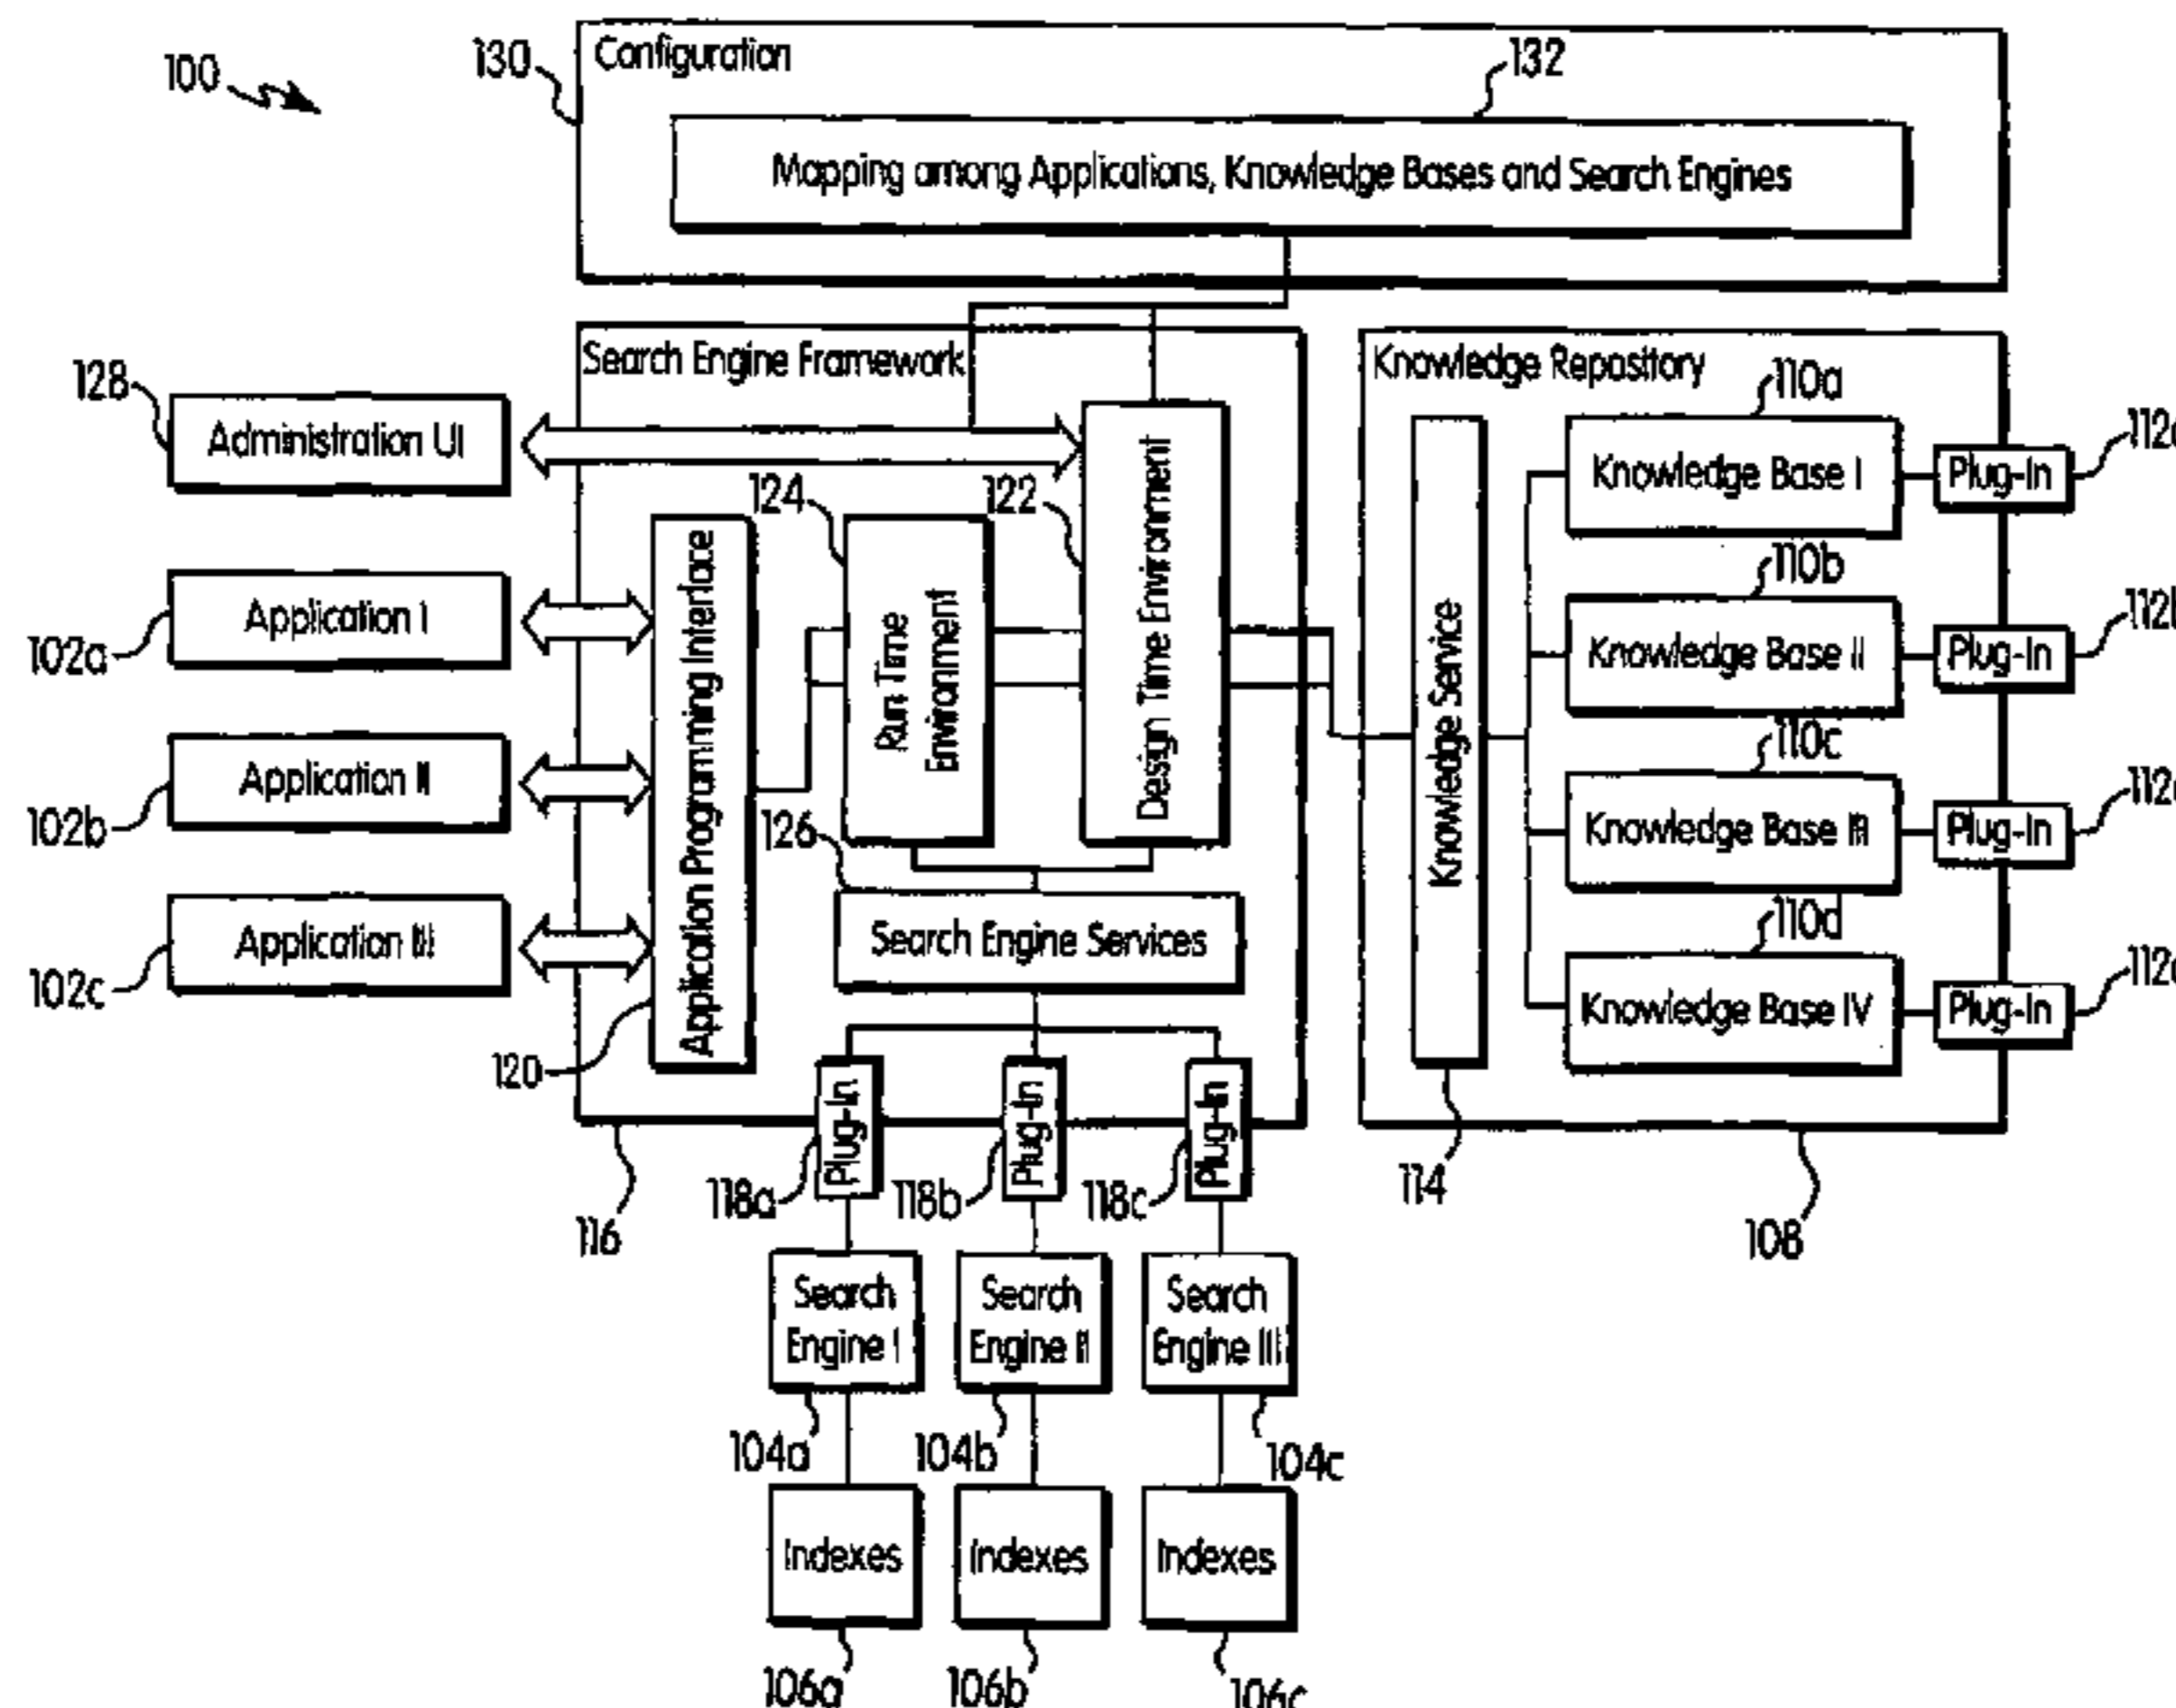 100
130
Configuration
132
Mapping among Applications, Knowledge Bases and Search Engines
Search Engine Framework
Knowledge Repository
128
Administration UI
110a
Knowledge Base I
Plug-In
124
122
Application Programming Interface
Run Time
Environment
Design Time Environment
Knowledge Service
Application I
102a
110b
Knowledge Base II
Plug-In
112b
Application II
102b
110c
Knowledge Base III
Plug-In
126
Application III
102c
Search Engine Services
110d
Knowledge Base IV
Plug-In
120
Plug-In
Plug-In
Plug-In
118a
118b
118c
116
114
108
Search
Engine I
Search
Engine II
Search
Engine III
104a
104b
104c
Indexes
Indexes
Indexes
106a
106b
106c